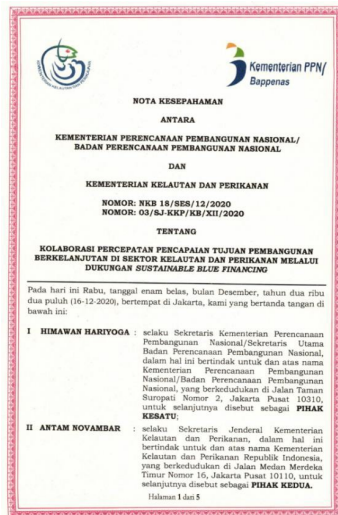 Kementerian PPN/
Bappenas
NOTA KESEPAHAMAN
ANTARA
KEMENTERIAN PERENCANAAN PEMBANGUNAN NASIONAL/
BADAN PERENCANAAN PEMBANGUNAN NASIONAL
DAN
KEMENTERIAN KELAUTAN DAN PERIKANAN
NOMOR: NKB 18/SES/12/2020
NOMOR: 03/SJ-KKP/KB/XII/2020
TENTANG
KOLABORASI PERCEPATAN PENCAPAIAN TUJUAN PEMBANGUNAN
BERKELANJUTAN DI SEKTOR KELAUTAN DAN PERIKANAN MELALUI
DUKUNGAN SUSTAINABLE BLUE FINANCING
Pada hari ini Rabu, tanggal enam belas, bulan Desember, tahun dua ribu
dua puluh (16-12-2020), bertempat di Jakarta, kami yang bertanda tangan di
bawah ini:
I HIMAWAN HARIYOGA : selaku Sekretaris Kementerian Perencanaan
Pembangunan Nasional/Sekretaris Utama
Badan Perencanaan Pembangunan Nasional,
dalam hal ini bertindak untuk dan atas nama
Kementerian Perencanaan Pembangunan
Nasional/Badan Perencanaan Pembangunan
Nasional, yang berkedudukan di Jalan Taman
Suropati Nomor 2, Jakarta Pusat 10310,
untuk selanjutnya disebut sebagai PIHAK
KESATU;
II ANTAM NOVAMBAR : selaku Sekretaris Jenderal Kementerian
Kelautan dan Perikanan, dalam hal ini
bertindak untuk dan atas nama Kementerian
Kelautan dan Perikanan Republik Indonesia,
yang berkedudukan di Jalan Medan Merdeka
Timur Nomor 16, Jakarta Pusat 10110, untuk
selanjutnya disebut sebagai PIHAK KEDUA.
Halaman 1 dari 5